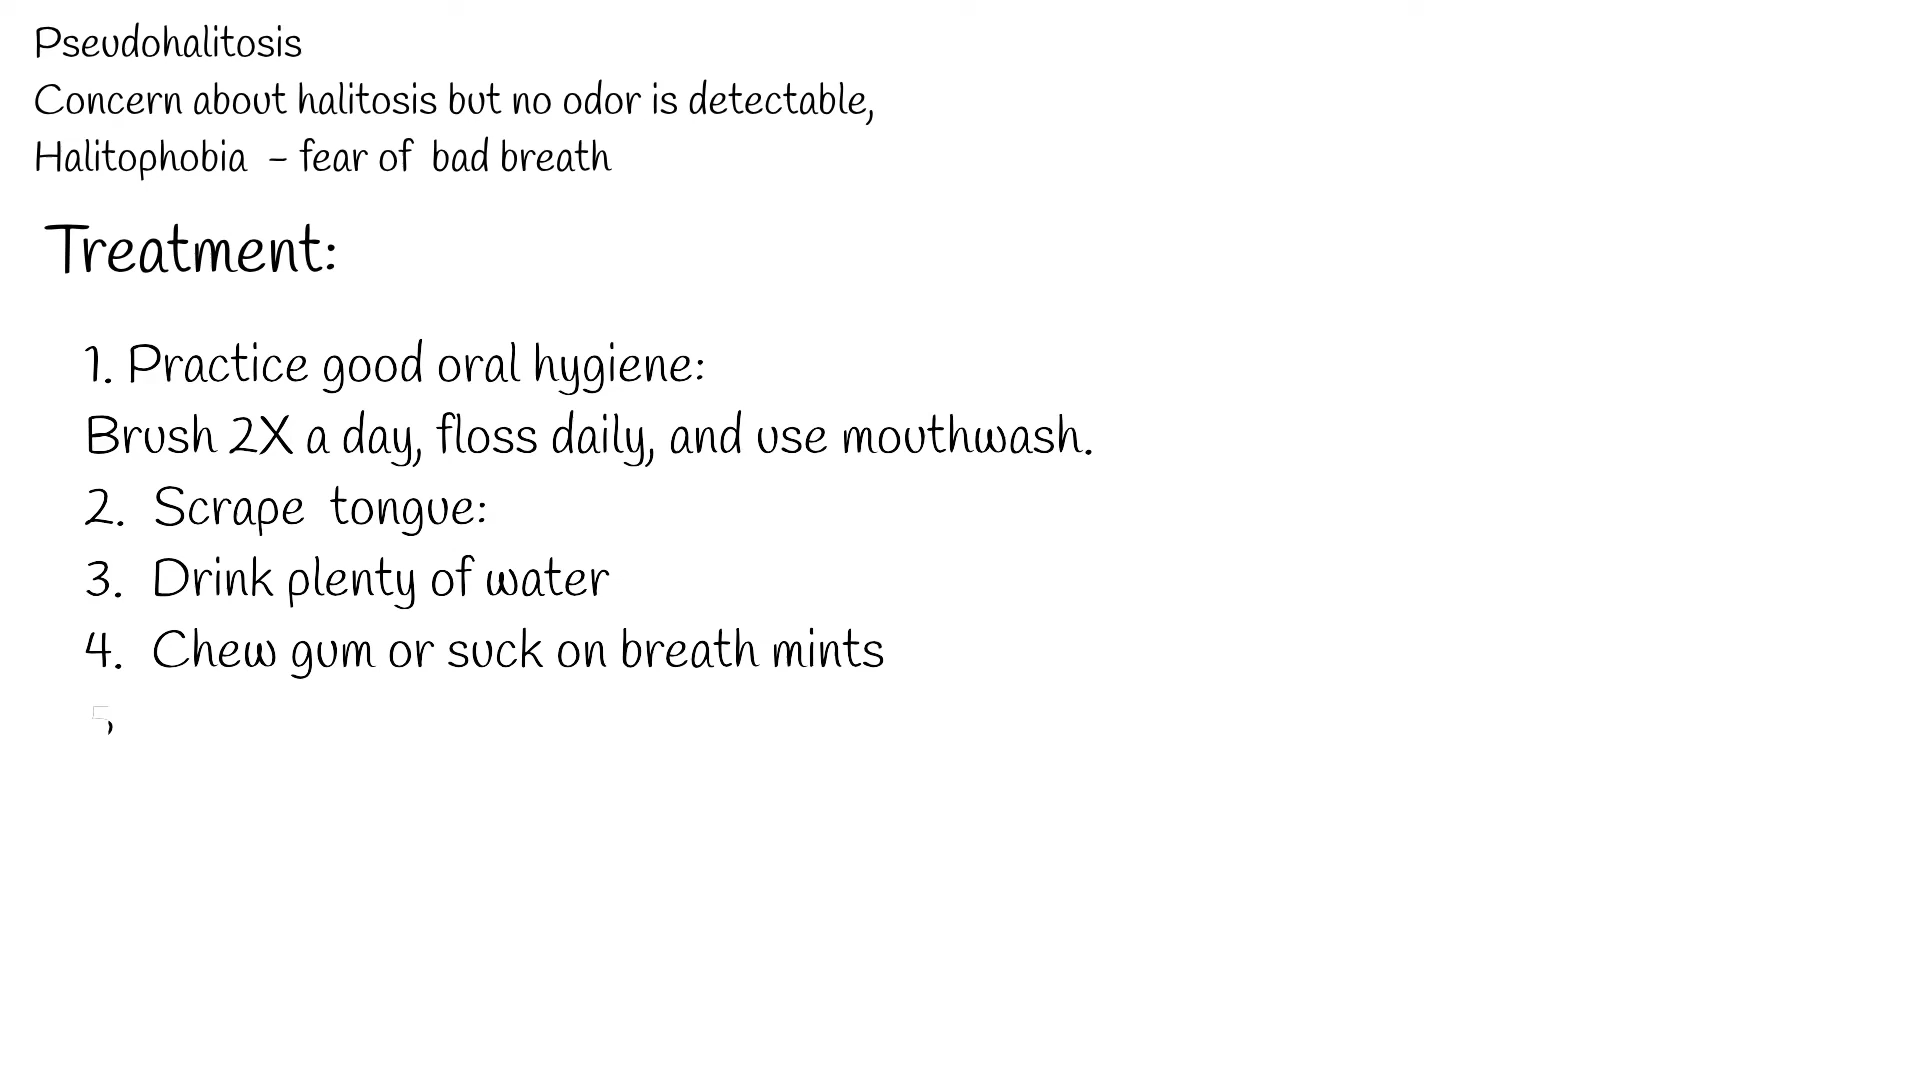 Pseudohalitosis
Concern about halitosis but no odor is detectable,
Halitophobia – fear of bad breath
Treatment:
1. Practice good oral hygiene:
Brush 2X a day, floss daily, and use mouthwash.
2. Scrape tongue:
3. Drink plenty of water
4. Chew gum or suck on breath mints